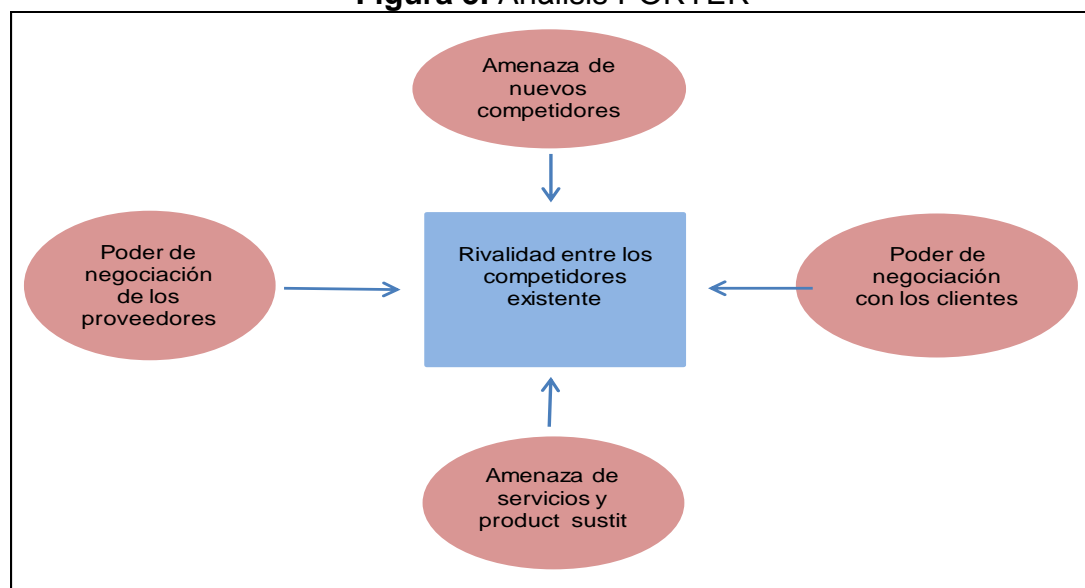 Figura Análisis PORTER
Amenaza de
nuevos
competidores
Poder de
negociación
de los
proveedores
Rivalidad entre los
competidores
existente
Poder de
negociación
con los clientes
Amenaza de
servicios y
product sustit